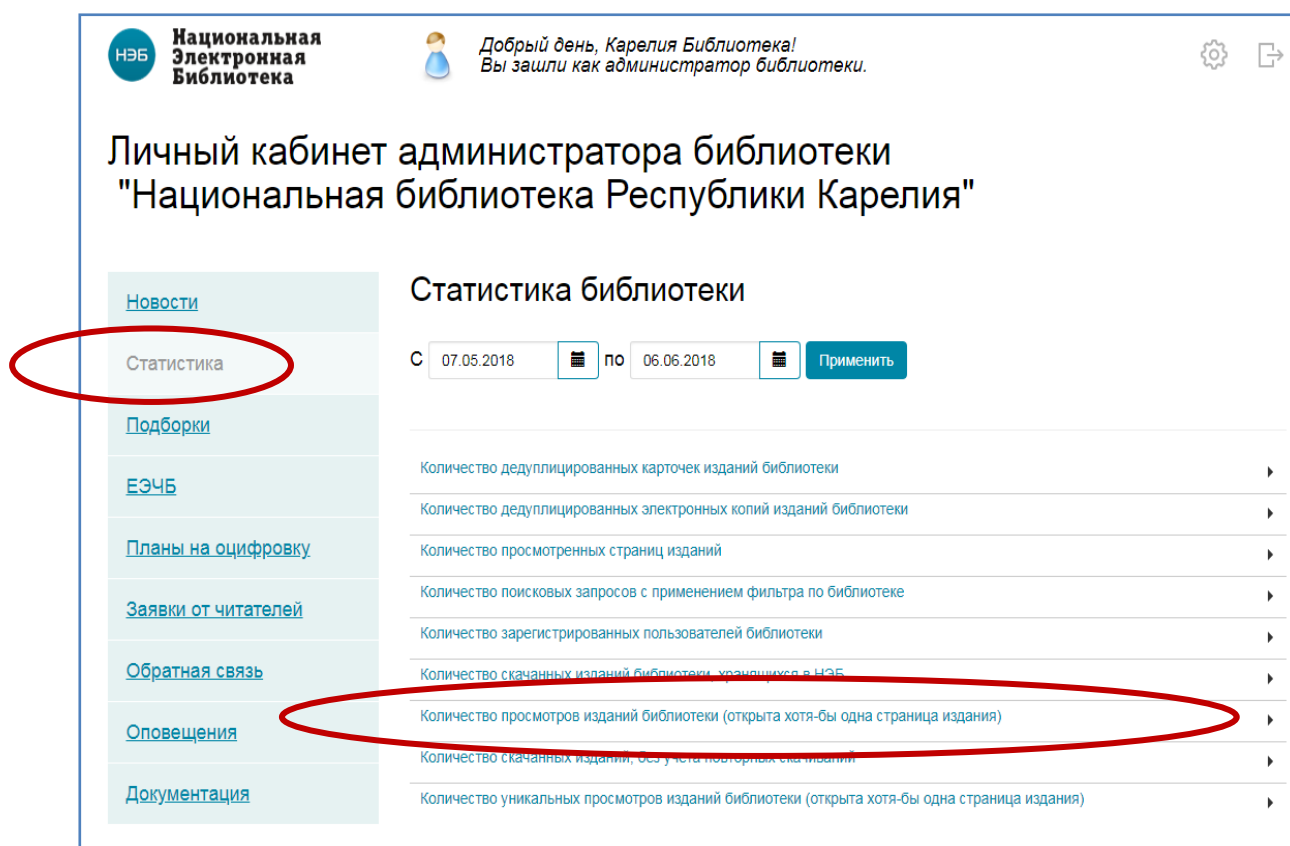 нэб
Национальная
Электронная
Библиотека
Добрый день, Карелия Библиотека!
Вы зашли как администратор библиотеки.
Личный кабинет администратора библиотеки
"Национальная библиотека Республики Карелия"
Новости
Статистика
Подборки
ЕЭЧБ
Планы на оцифровку
Заявки от читателей
Обратная связь
Оповещения
Документация
Статистика библиотеки
С 07.05.2018 по 06.06.2018 Применить
Количество дедуплицированных карточек изданий библиотеки
Количество дедуплицированных электронных копий изданий библиотеки
Количество просмотренных страниц изданий
Количество поисковых запросов с применением фильтра по библиотеке
Количество зарегистрированных пользователей библиотеки
Количество скачанных изданий библиотеки, хранящихся в НЭБ
Количество просмотров изданий библиотеки (открыта хотя-бы одна страница издания)
Количество скачанных изданий, без учета повторных скачиваний
Количество уникальных просмотров изданий библиотеки (открыта хотя-бы одна страница издания)